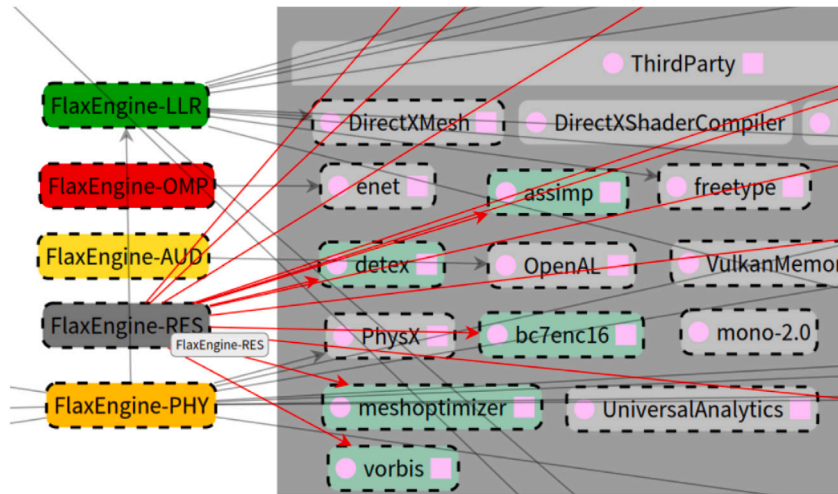 ThirdParty
FlaxEngine-LLR
DirectXMesh
DirectXShaderCompiler
FlaxEngine-OMP
enet
assimp
freetype
FlaxEngine-AUD
detex
OpenAL
VulkanMemor
FlaxEngine-RES
FlaxEngine-RES
PhysX
bc7enc16
mono-2.0
FlaxEngine-PHY
meshoptimizer
UniversalAnalytics
vorbis